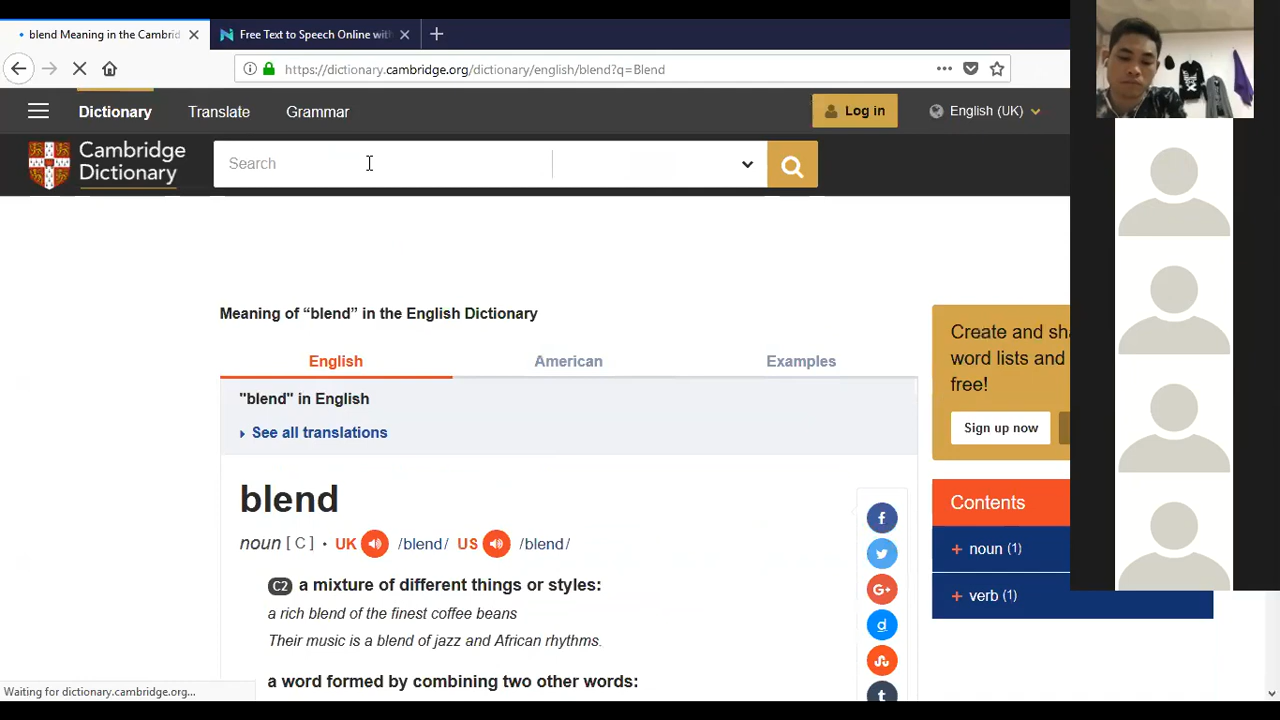 blend Meaning in the Cambrid
Free Text to Speech Online wit
https://dictionary.cambridge.org/dictionary/english/blend?q=Blend
Dictionary Translate Grammar Log in English (UK)
Cambridge Dictionary
Search
Meaning of “blend” in the English Dictionary
English American Examples
"blend" in English
See all translations
blend
noun [ C ] • UK /blend/ US /blend/
C2 a mixture of different things or styles:
a rich blend of the finest coffee beans
Their music is a blend of jazz and African rhythms.
a word formed by combining two other words:
Create and sha
word lists and
free!
Sign up now
Contents
+ noun (1)
+ verb (1)
Waiting for dictionary.cambridge.org...